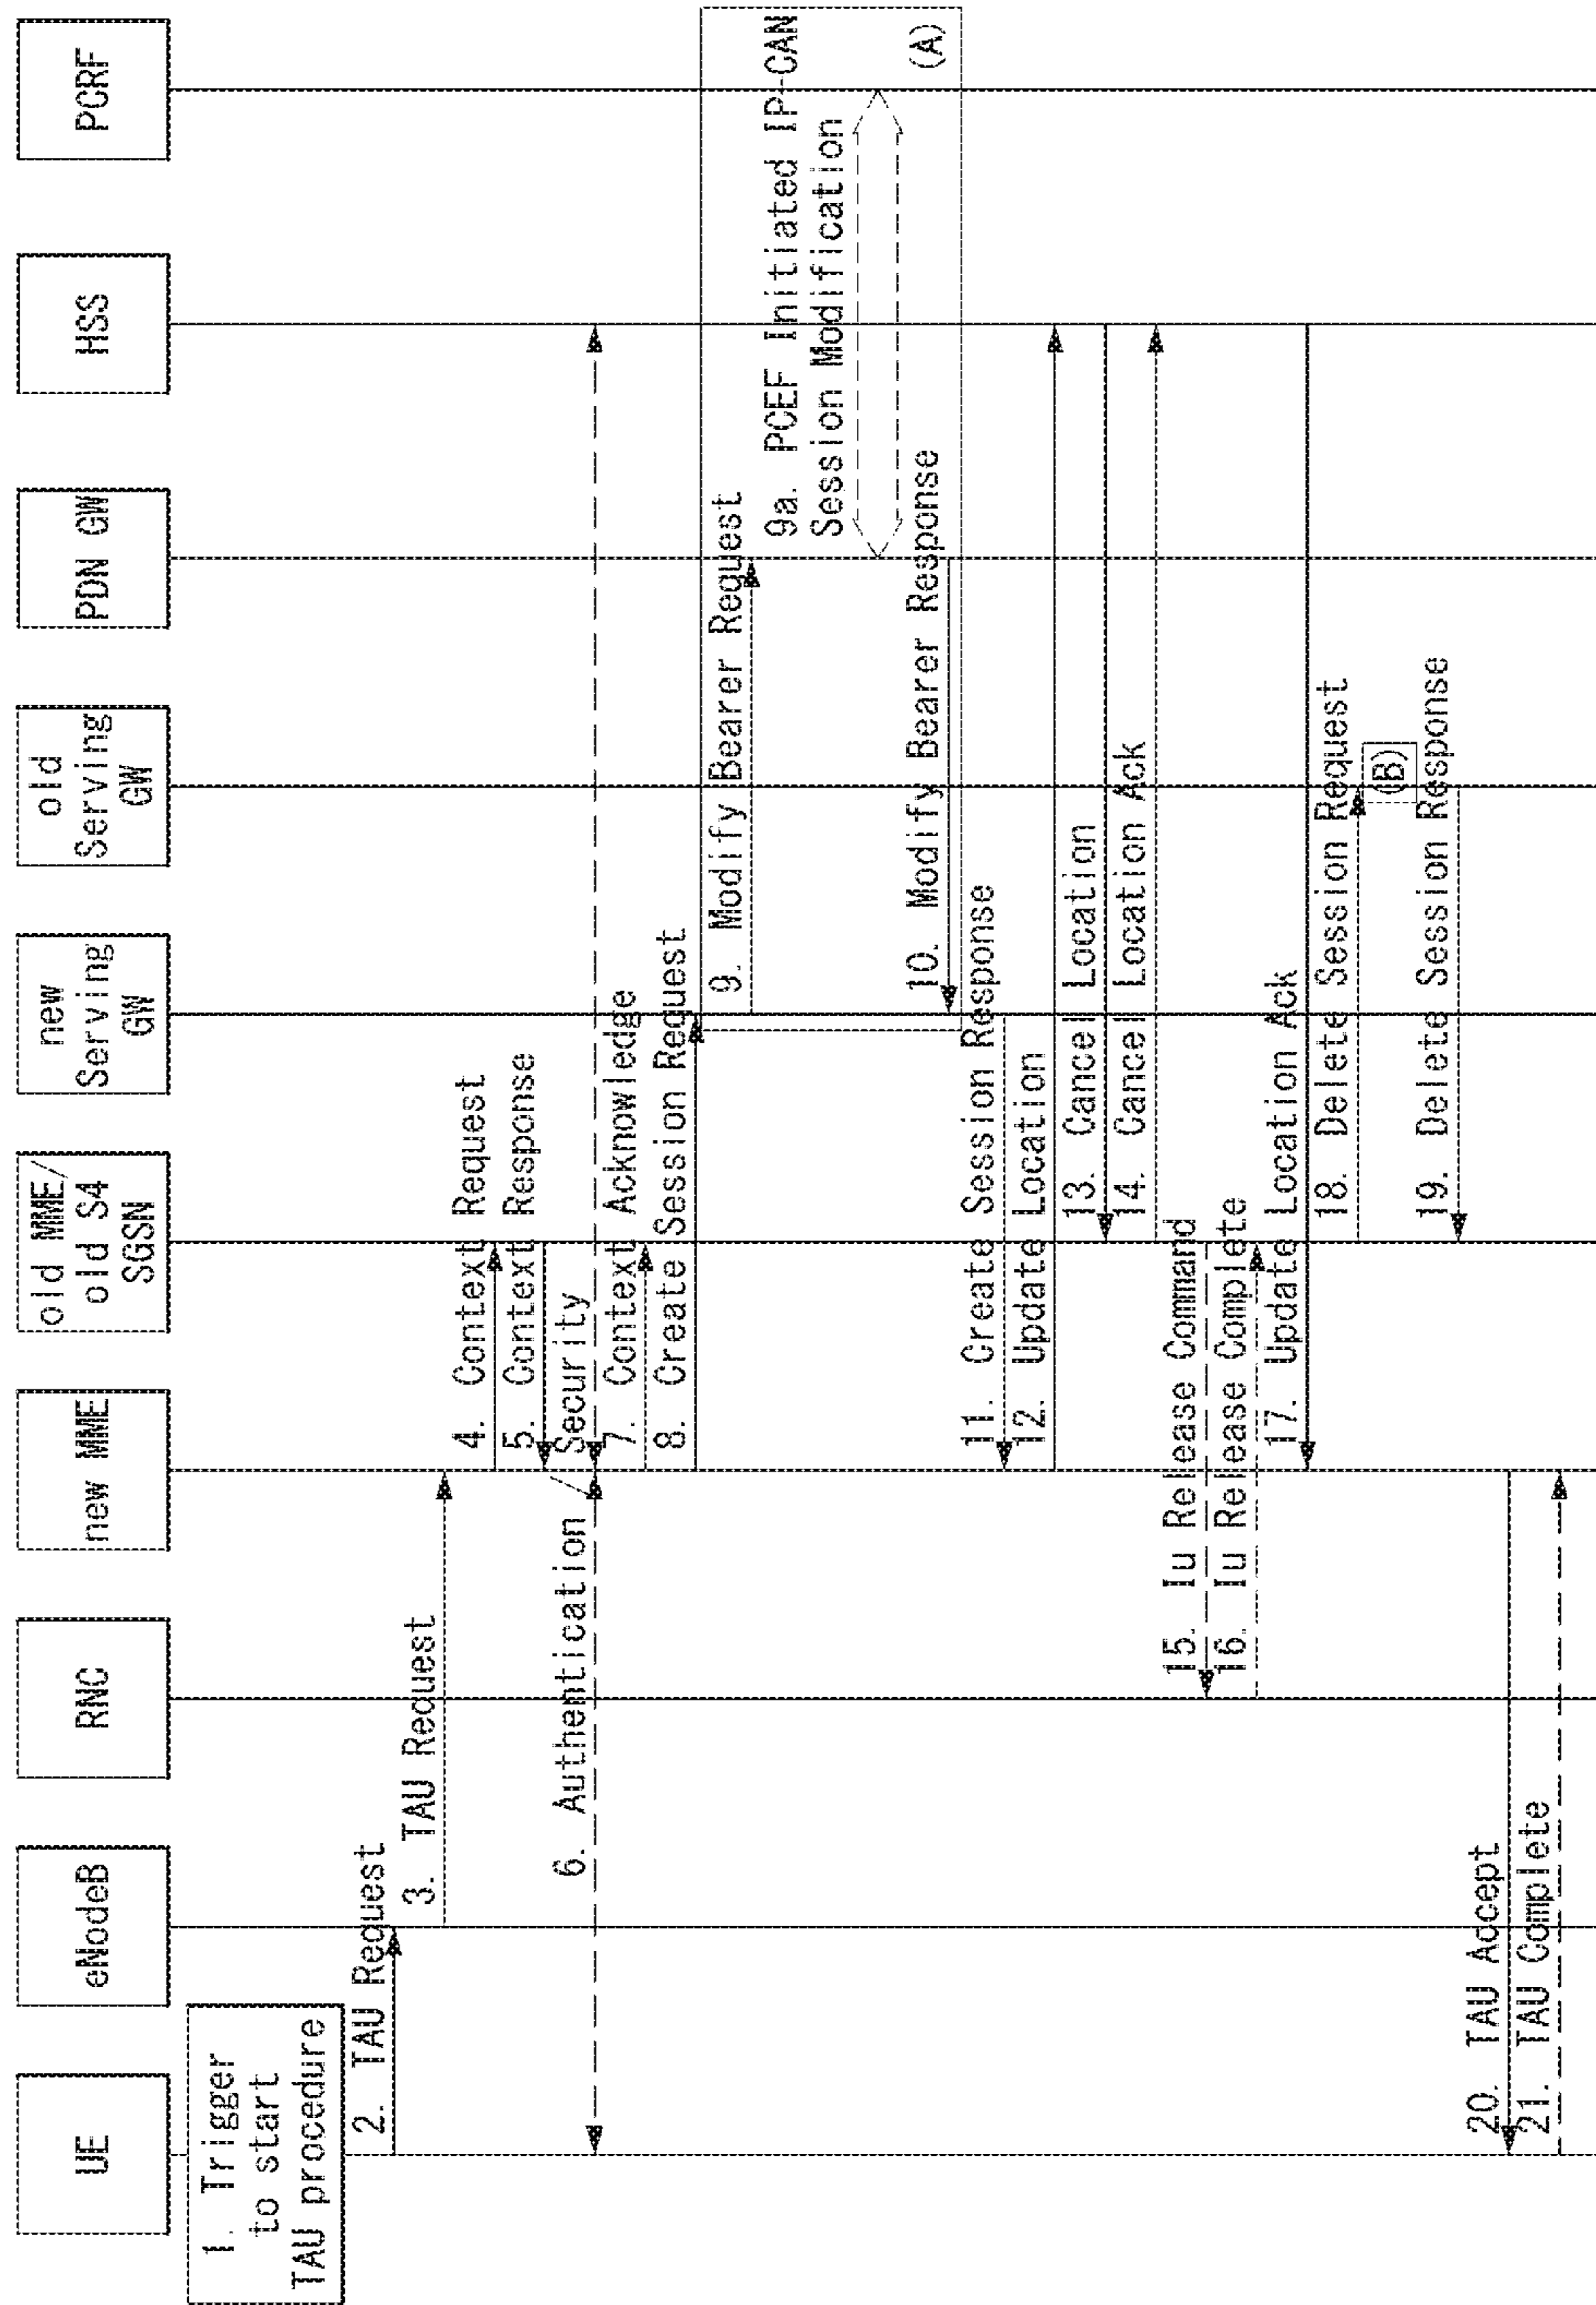 UE
eNodeB
RNC
new MME
old MME/
old S4
SGSN
new
Serving
GW
old
Serving
GW
PDN GW
HSS
PCRF
1. Trigger
to start
TAU procedure
2. TAU Request
3. TAU Request
4. Context Request
5. Context Response
6. Authentication / Security
7. Context Acknowledge
8. Create Session Request
9. Modify Bearer Request
9a. PCEF Initiated IP-CAN
Session Modification
10. Modify Bearer Response
(A)
11. Create Session Response
12. Update Location
13. Cancel Location
14. Cancel Location Ack
15. Iu Release Command
16. Iu Release Complete
17. Update Location Ack
18. Delete Session Request
(B)
19. Delete Session Response
20. TAU Accept
21. TAU Complete